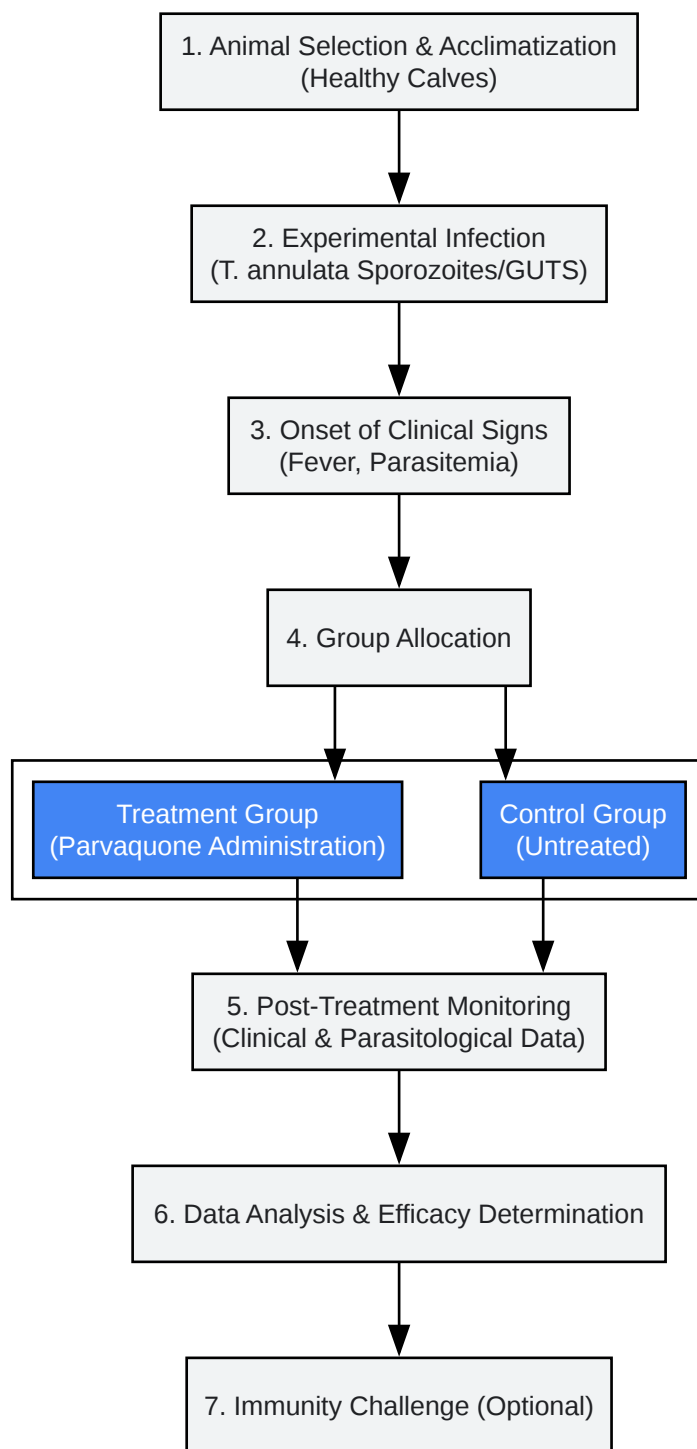 1. Animal Selection & Acclimatization
(Healthy Calves)
2. Experimental Infection
(T. annulata Sporozoites/GUTS)
3. Onset of Clinical Signs
(Fever, Parasitemia)
4. Group Allocation
Treatment Group
(Parvaquone Administration)
Control Group
(Untreated)
5. Post-Treatment Monitoring
(Clinical & Parasitological Data)
6. Data Analysis & Efficacy Determination
7. Immunity Challenge (Optional)